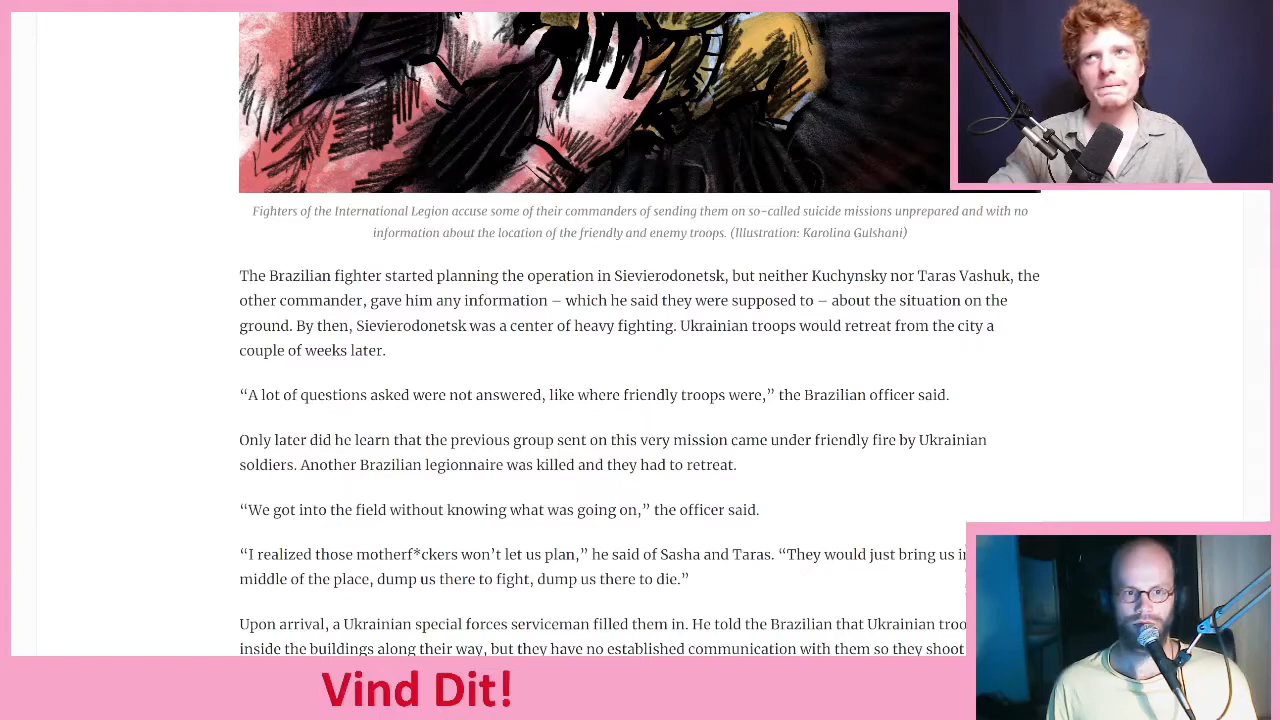 Fighters of the International Legion accuse some of their commanders of sending them on so-called suicide missions unprepared and with no
information about the location of the friendly and enemy troops. (Illustration: Karolina Gulshani)
The Brazilian fighter started planning the operation in Sievierodonetsk, but neither Kuchynsky nor Taras Vashuk, the
other commander, gave him any information – which he said they were supposed to – about the situation on the
ground. By then, Sievierodonetsk was a center of heavy fighting. Ukrainian troops would retreat from the city a
couple of weeks later.
“A lot of questions asked were not answered, like where friendly troops were,” the Brazilian officer said.
Only later did he learn that the previous group sent on this very mission came under friendly fire by Ukrainian
soldiers. Another Brazilian legionnaire was killed and they had to retreat.
“We got into the field without knowing what was going on,” the officer said.
“I realized those motherf*ckers won’t let us plan,” he said of Sasha and Taras. “They would just bring us
middle of the place, dump us there to fight, dump us there to die.”
Upon arrival, a Ukrainian special forces serviceman filled them in. He told the Brazilian that Ukrainian
inside the buildings along their way, but they have no established communication with them so they shoot
Vind Dit!